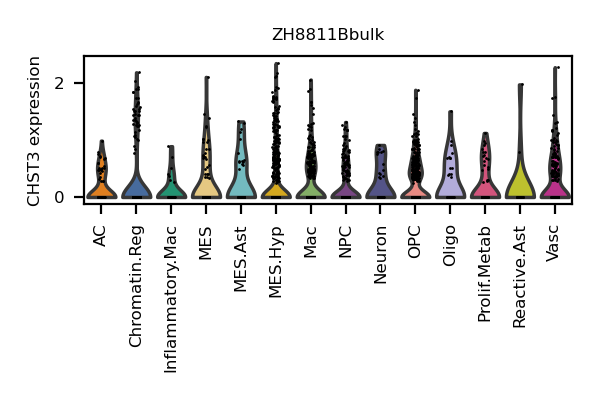 ZH8811Bbulk
CHST3 expression
2
0
AC
Chromatin.Reg
Inflammatory.Mac
MES
MES.Ast
MES.Hyp
Mac
NPC
Neuron
OPC
Oligo
Prolif.Metab
Reactive.Ast
Vasc